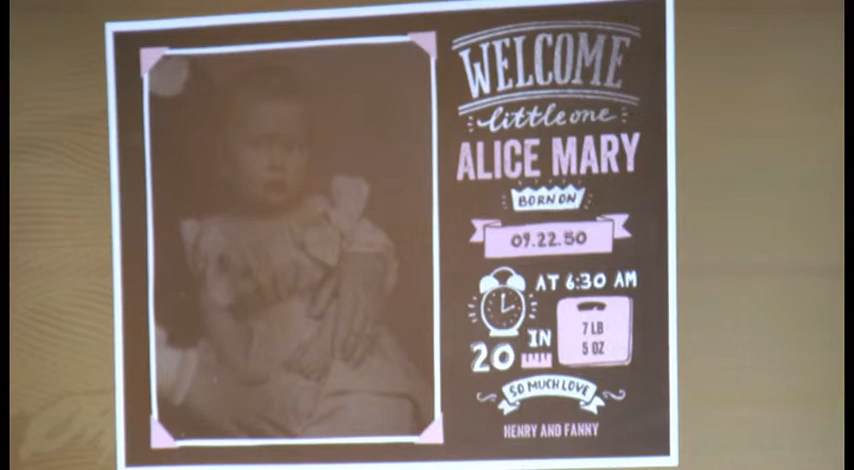 WELCOME
little one
ALICE MARY
BORN ON
09.22.50
AT 6:30 AM
20 IN
7 LB
5 OZ
SO MUCH LOVE
HENRY AND FANNY